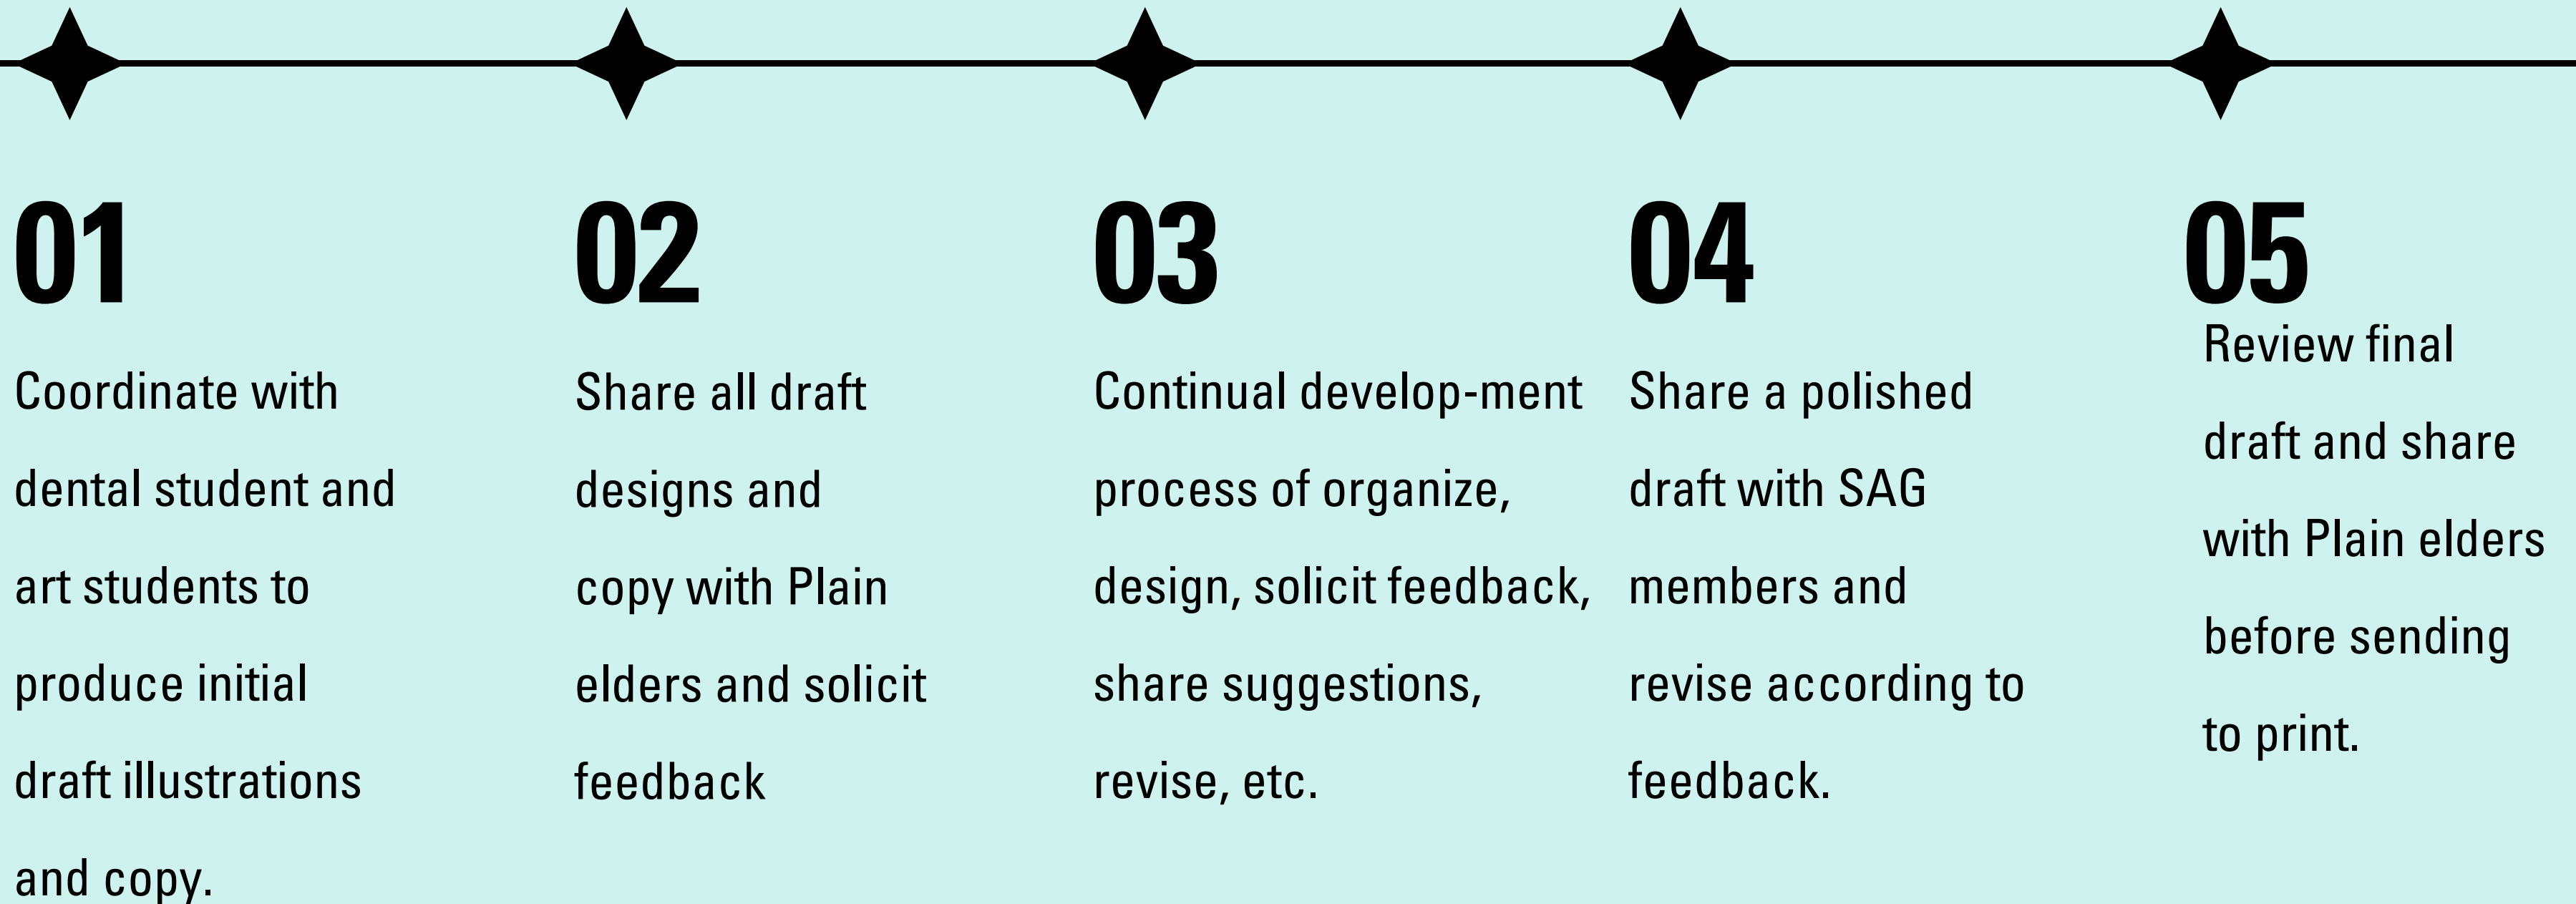 01
Coordinate with
dental student and
art students to
produce initial
draft illustrations
and copy.
02
Share all draft
designs and
copy with Plain
elders and solicit
feedback
03
Continual develop-ment
process of organize,
design, solicit feedback,
share suggestions,
revise, etc.
04
Share a polished
draft with SAG
members and
revise according to
feedback.
05
Review final
draft and share
with Plain elders
before sending
to print.